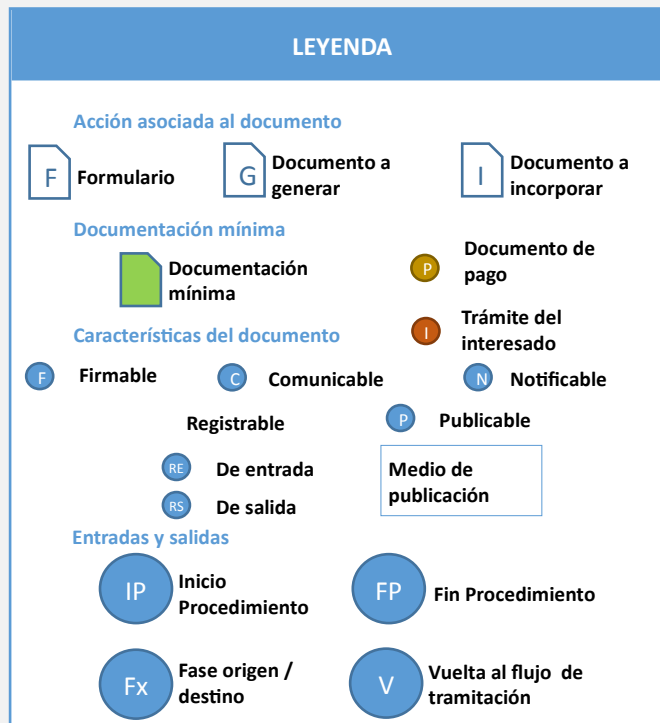 LEYENDA
Acción asociada al documento
F Formulario
G Documento a
generar
I Documento a
incorporar
Documentación mínima
Documentación
mínima
P Documento de
pago
I Trámite del
interesado
Características del documento
F Firmable
C Comunicable
N Notificable
Registrable
P Publicable
RE De entrada
RS De salida
Medio de
publicación
Entradas y salidas
IP Inicio
Procedimiento
FP Fin Procedimiento
Fx Fase origen /
destino
V Vuelta al flujo de
tramitación